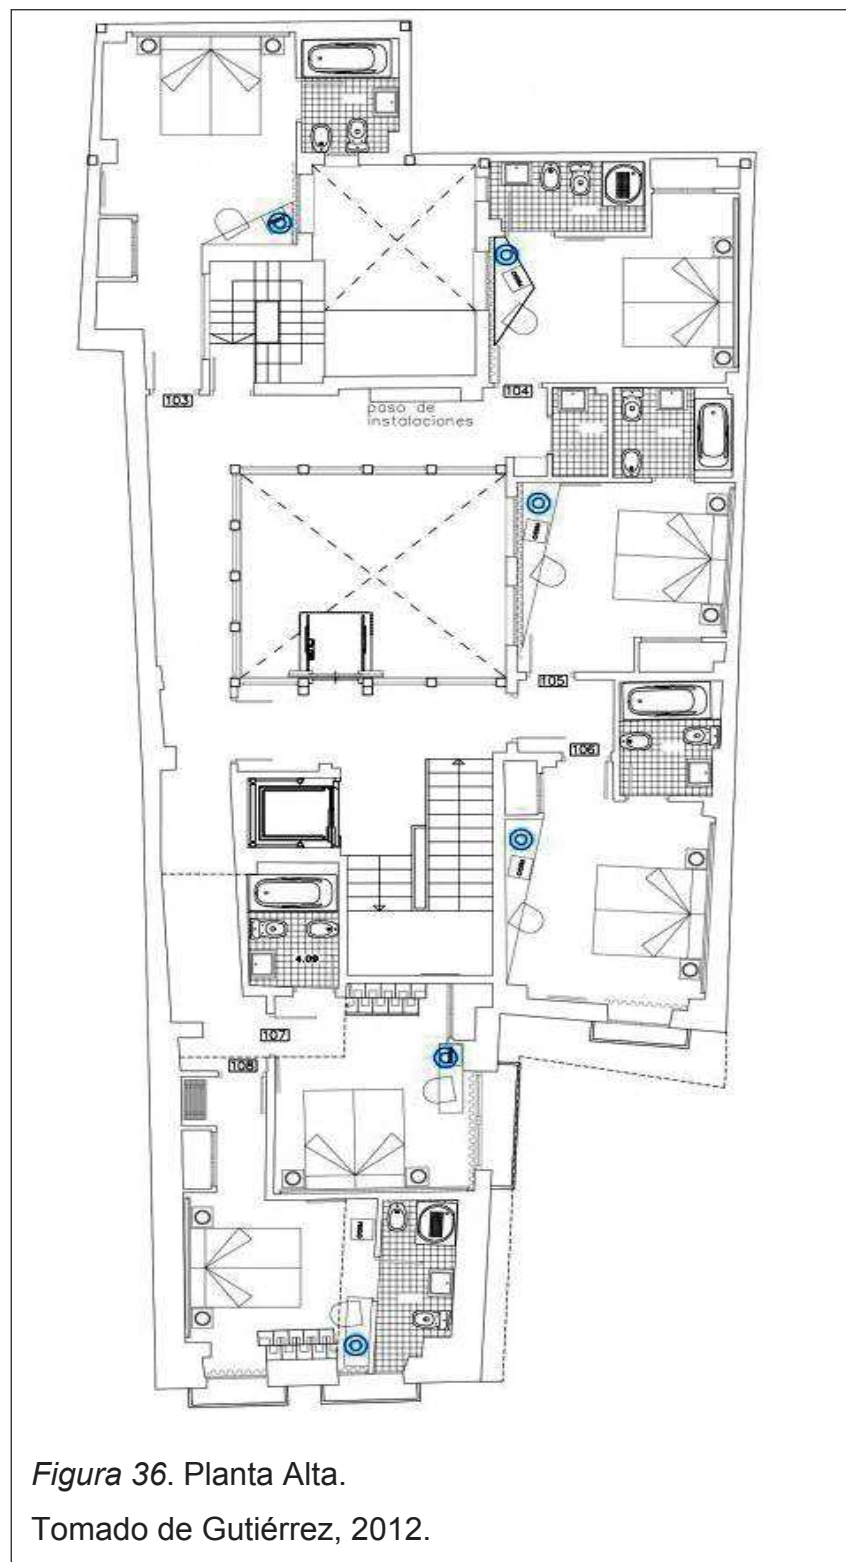 103
104
paso de
instalaciones
105
106
4.09
107
108
Figura 36. Planta Alta.
Tomado de Gutiérrez, 2012.